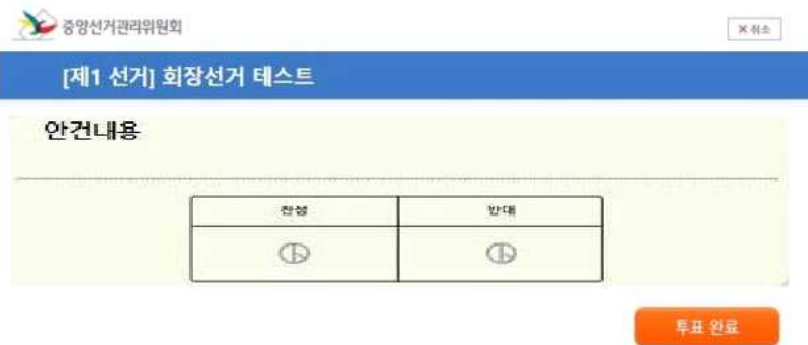 중앙선거관리위원회
× 취소
[제1 선거] 회장선거 테스트
안건내용
찬성 반대
투표 완료